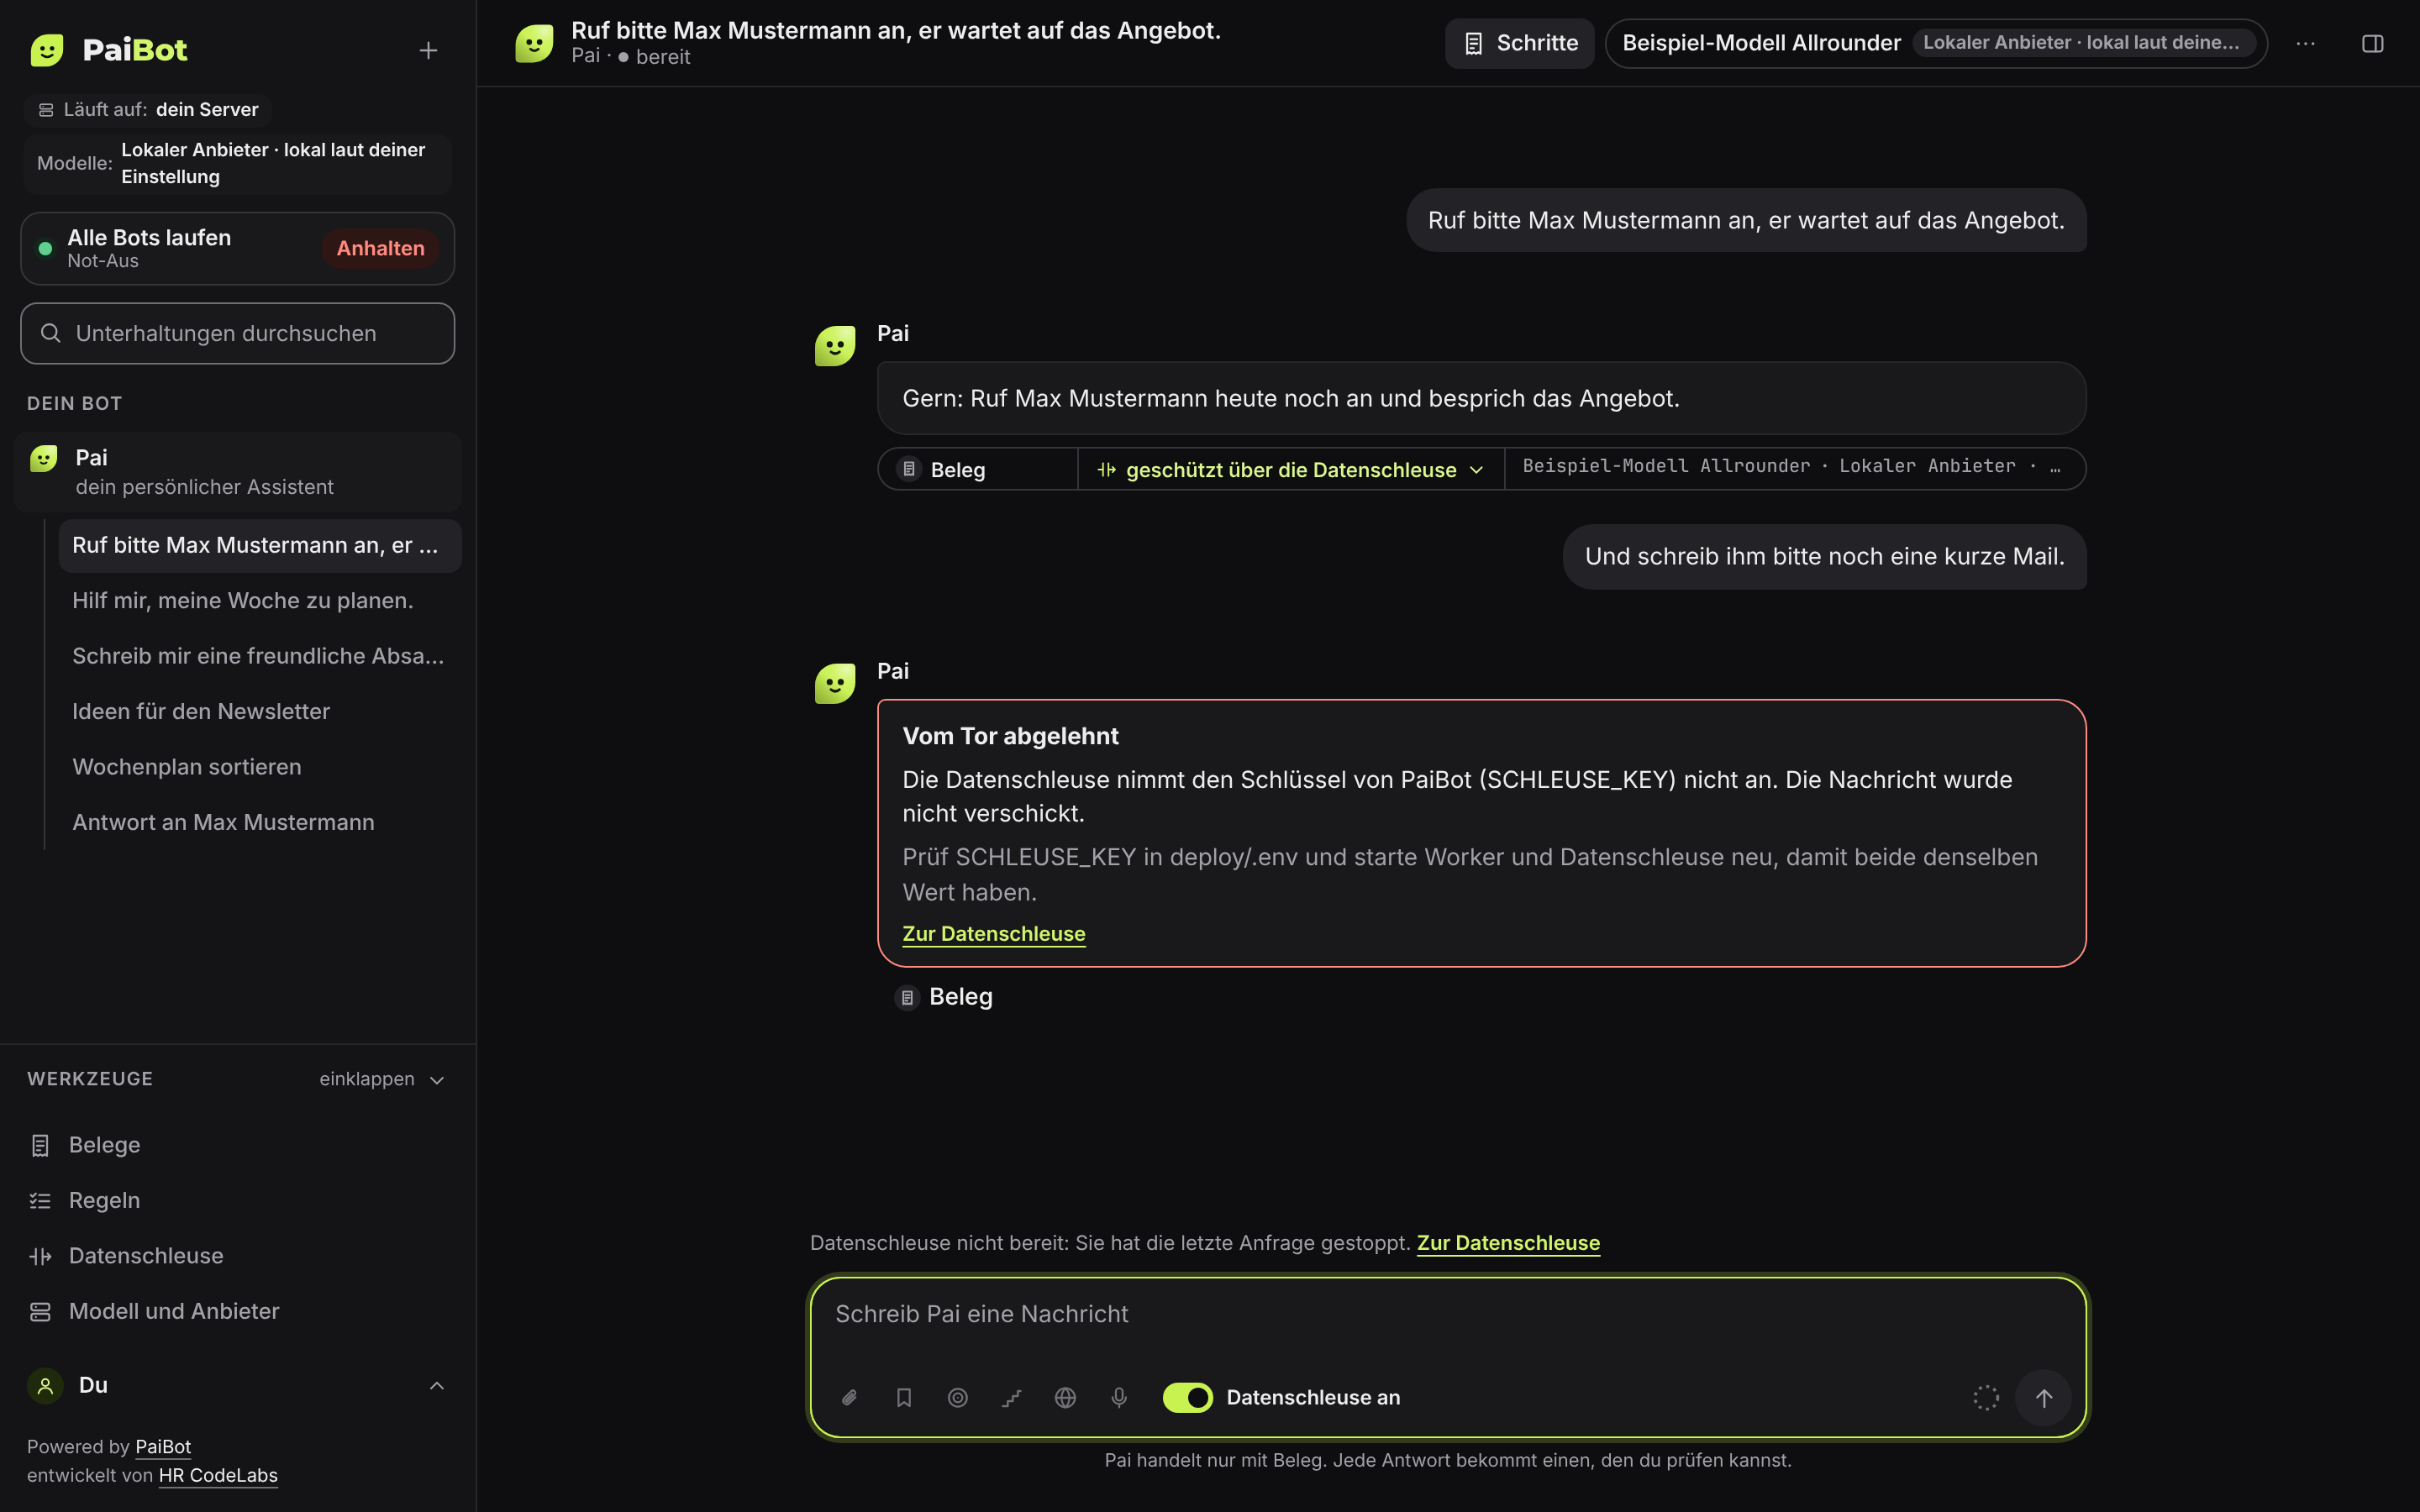 PaiBot
Läuft auf: dein Server
Modelle: Lokaler Anbieter · lokal laut deiner
Einstellung
Alle Bots laufen
Not-Aus
Anhalten
Unterhaltungen durchsuchen
DEIN BOT
Pai
dein persönlicher Assistent
Ruf bitte Max Mustermann an, er ...
Hilf mir, meine Woche zu planen.
Schreib mir eine freundliche Absa...
Ideen für den Newsletter
Wochenplan sortieren
Antwort an Max Mustermann
WERKZEUGE
einklappen
Belege
Regeln
Datenschleuse
Modell und Anbieter
Du
Powered by PaiBot
entwickelt von HR CodeLabs
Ruf bitte Max Mustermann an, er wartet auf das Angebot.
Pai · bereit
Schritte
Beispiel-Modell Allrounder
Lokaler Anbieter · lokal laut deine...
Ruf bitte Max Mustermann an, er wartet auf das Angebot.
Pai
Gern: Ruf Max Mustermann heute noch an und besprich das Angebot.
Beleg
geschützt über die Datenschleuse
Beispiel-Modell Allrounder · Lokaler Anbieter · …
Und schreib ihm bitte noch eine kurze Mail.
Pai
Vom Tor abgelehnt
Die Datenschleuse nimmt den Schlüssel von PaiBot (SCHLEUSE_KEY) nicht an. Die Nachricht wurde
nicht verschickt.
Prüf SCHLEUSE_KEY in deploy/.env und starte Worker und Datenschleuse neu, damit beide denselben
Wert haben.
Zur Datenschleuse
Beleg
Datenschleuse nicht bereit: Sie hat die letzte Anfrage gestoppt. Zur Datenschleuse
Schreib Pai eine Nachricht
Datenschleuse an
Pai handelt nur mit Beleg. Jede Antwort bekommt einen, den du prüfen kannst.